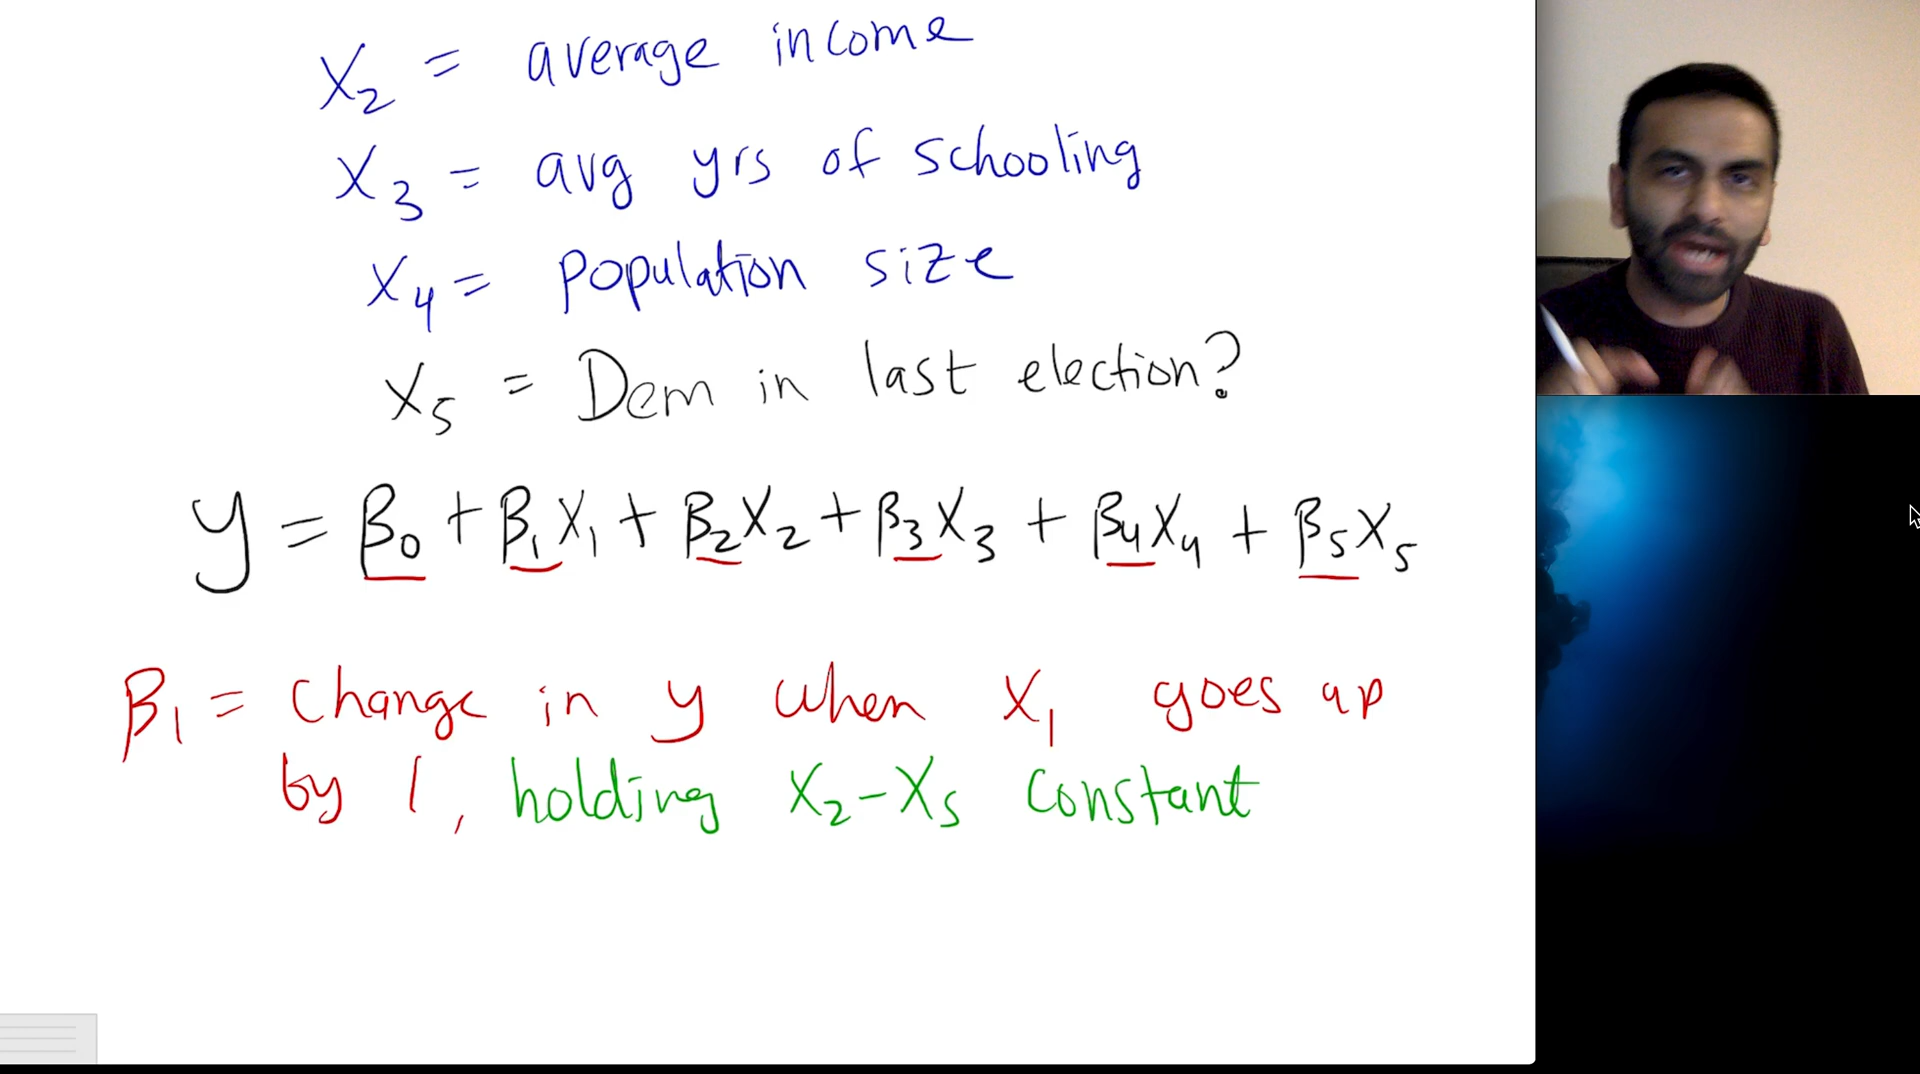 X₂ = average income
X₃ = avg yrs of schooling
X₄ = population size
X₅ = Dem in last election?
y = β₀ + β₁X₁ + β₂X₂ + β₃X₃ + β₄X₄ + β₅X₅
β₁ = change in y when X₁ goes up
by 1, holding X₂-X₅ constant